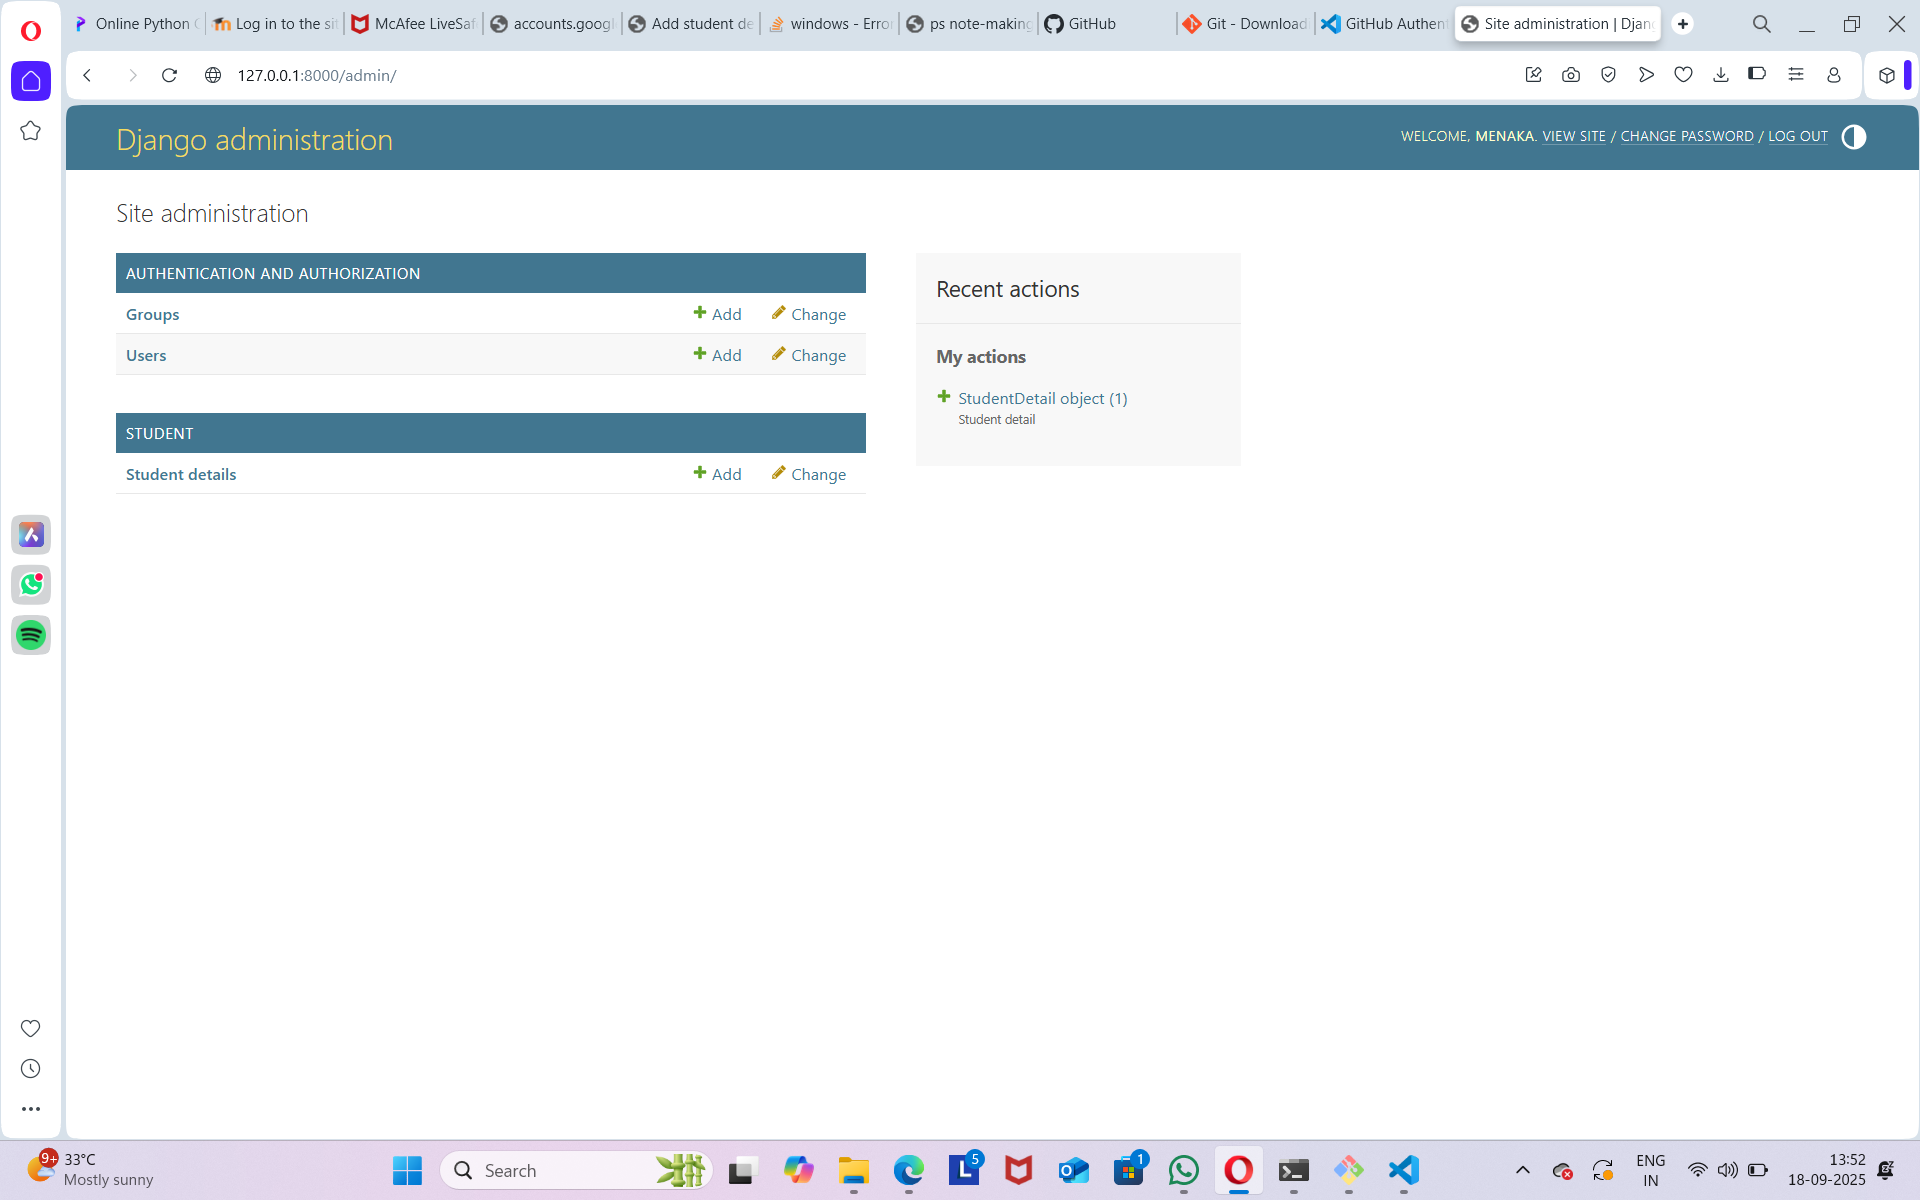 Online Python
Log in to the si
McAfee LiveSaf
accounts.googl
Add student de
windows - Error
ps note-making
GitHub
Git - Download
GitHub Authent
Site administration | Djan
127.0.0.1:8000/admin/
Django administration
WELCOME, MENAKA. VIEW SITE / CHANGE PASSWORD / LOG OUT
Site administration
AUTHENTICATION AND AUTHORIZATION
Groups Add Change
Users Add Change
STUDENT
Student details Add Change
Recent actions
My actions
StudentDetail object (1)
Student detail
9+
33°C
Mostly sunny
Search
L 5
1
ENG
IN
13:52
18-09-2025